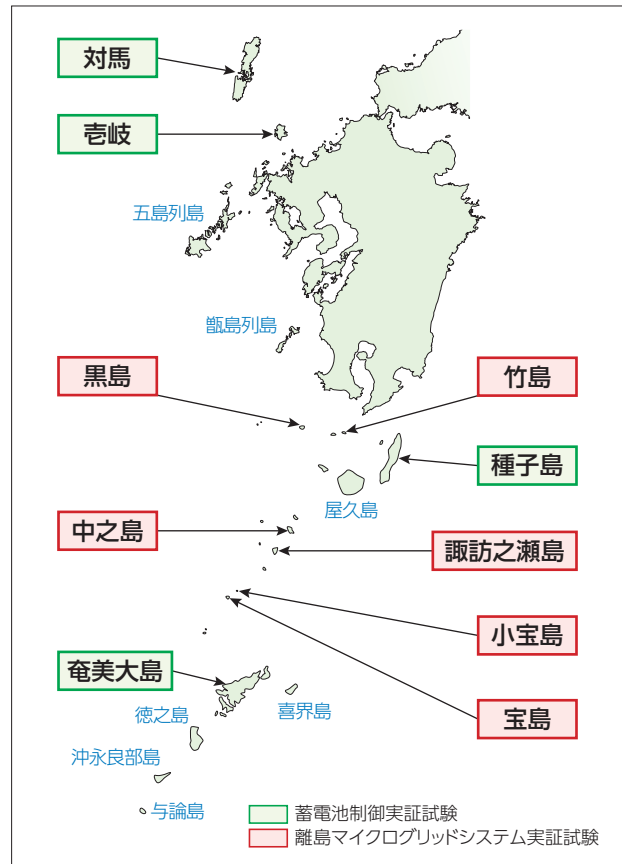 対馬
壱岐
五島列島
甑島列島
黒島
竹島
種子島
屋久島
中之島
諏訪之瀬島
小宝島
奄美大島
宝島
喜界島
徳之島
沖永良部島
与論島
蓄電池制御実証試験
離島マイクログリッドシステム実証試験